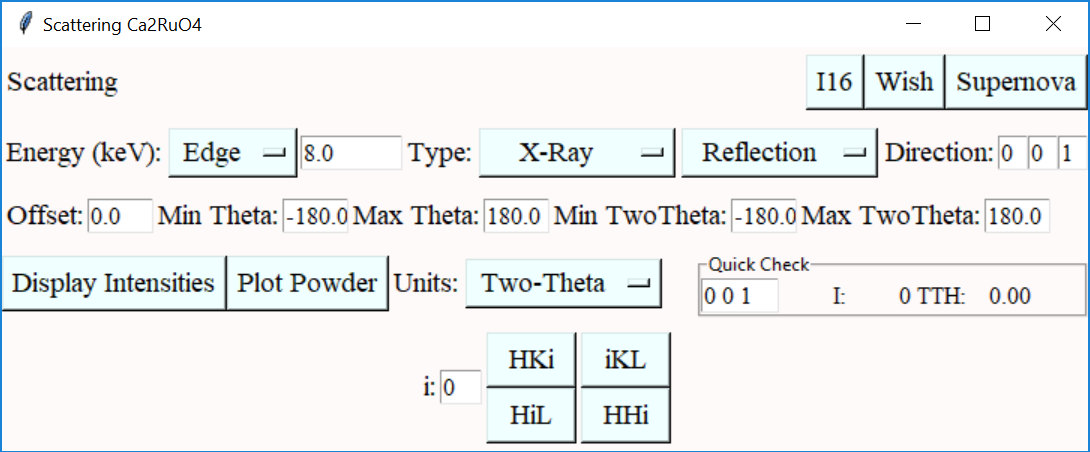 Scattering Ca2RuO4
Scattering I16 Wish Supernova
Energy (keV): Edge 8.0 Type: X-Ray Reflection Direction: 0 0 1
Offset: 0.0 Min Theta: -180.0 Max Theta: 180.0 Min TwoTheta: -180.0 Max TwoTheta: 180.0
Quick Check
Display Intensities Plot Powder Units: Two-Theta 0 0 1 I: 0 TTH: 0.00
HKi iKL
i: 0
HiL HHi